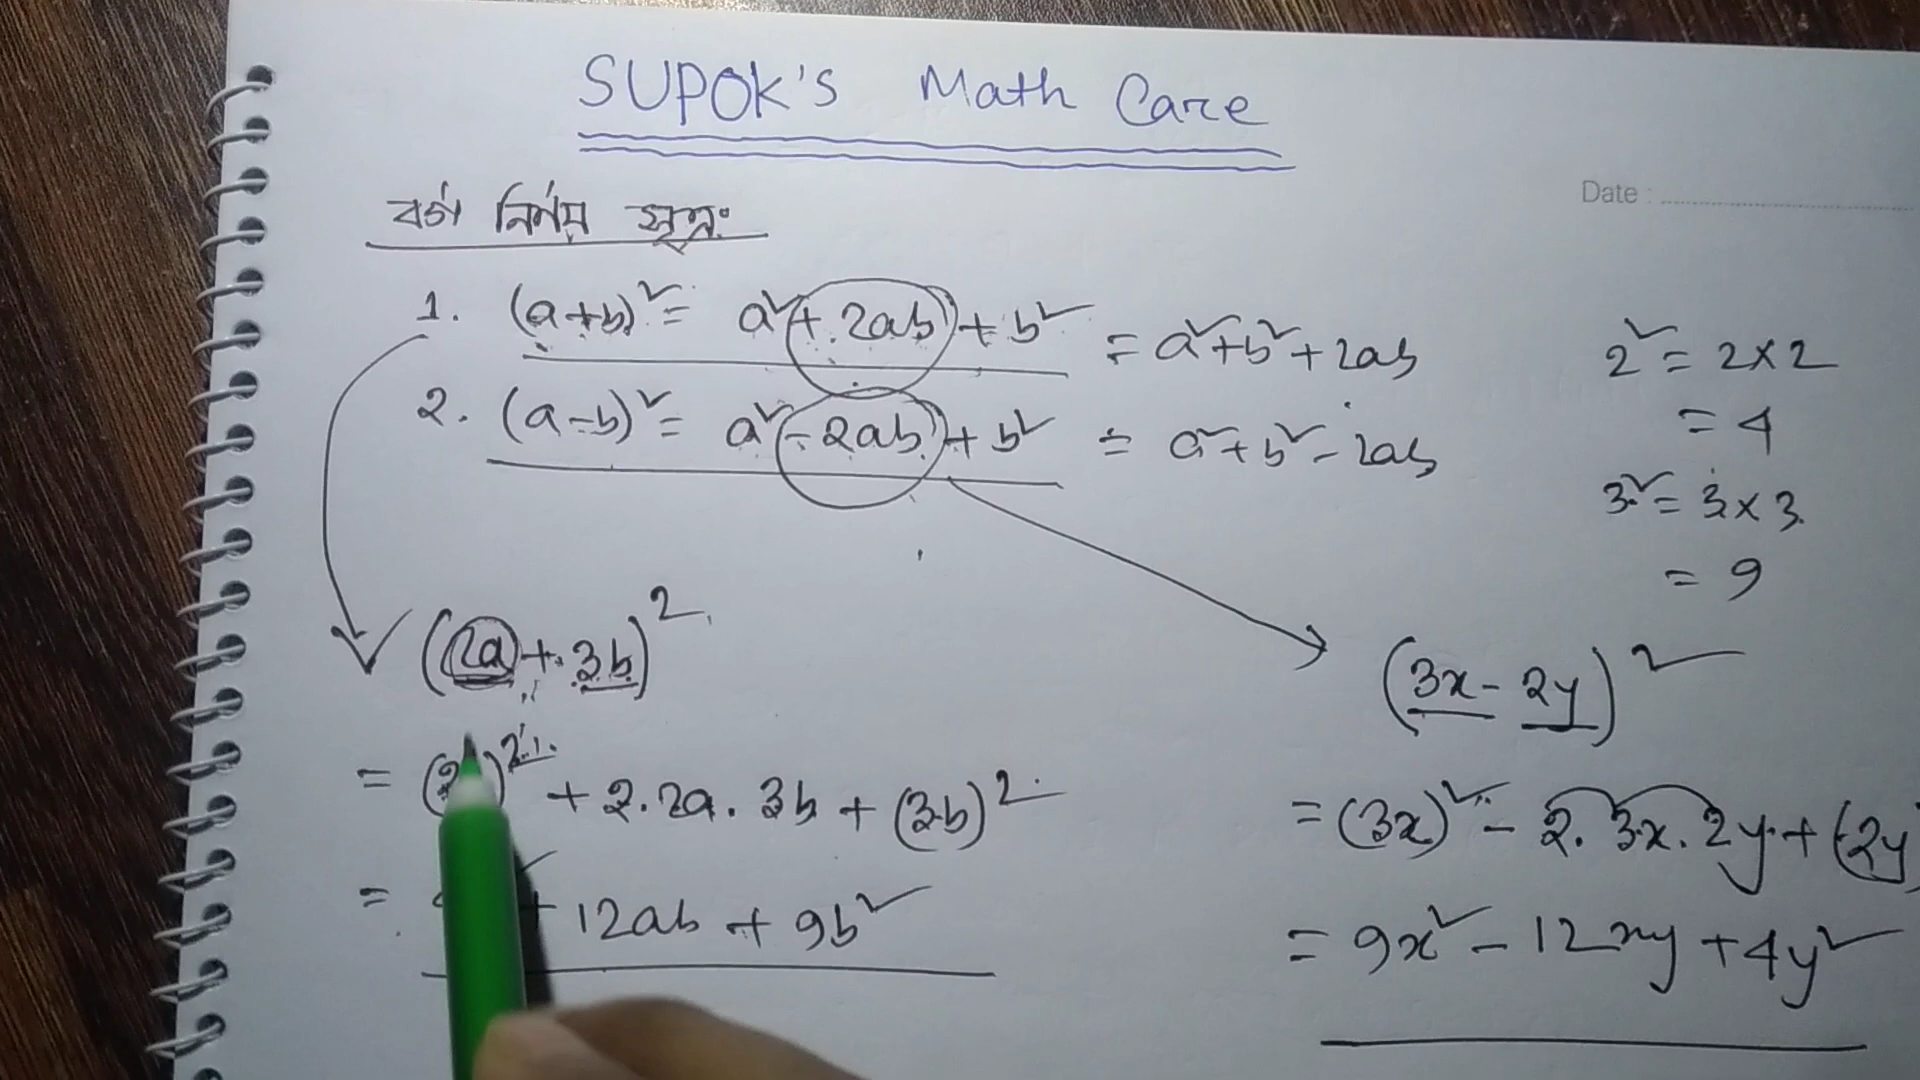 SUPOK'S Math Care
Date :
বর্গ নির্ণয় সূত্রঃ
1. (a+b)² = a² + 2ab + b² = a²+b²+2ab
2. (a-b)² = a² - 2ab + b² = a²+b²-2ab
2² = 2×2
= 4
3² = 3×3
= 9
(2a + 3b)²
= (2 )² + 2.2a.3b + (3b)²
= + 12ab + 9b²
(3x - 2y)²
= (3x)² - 2.3x.2y + (2y)
= 9x² - 12xy + 4y²